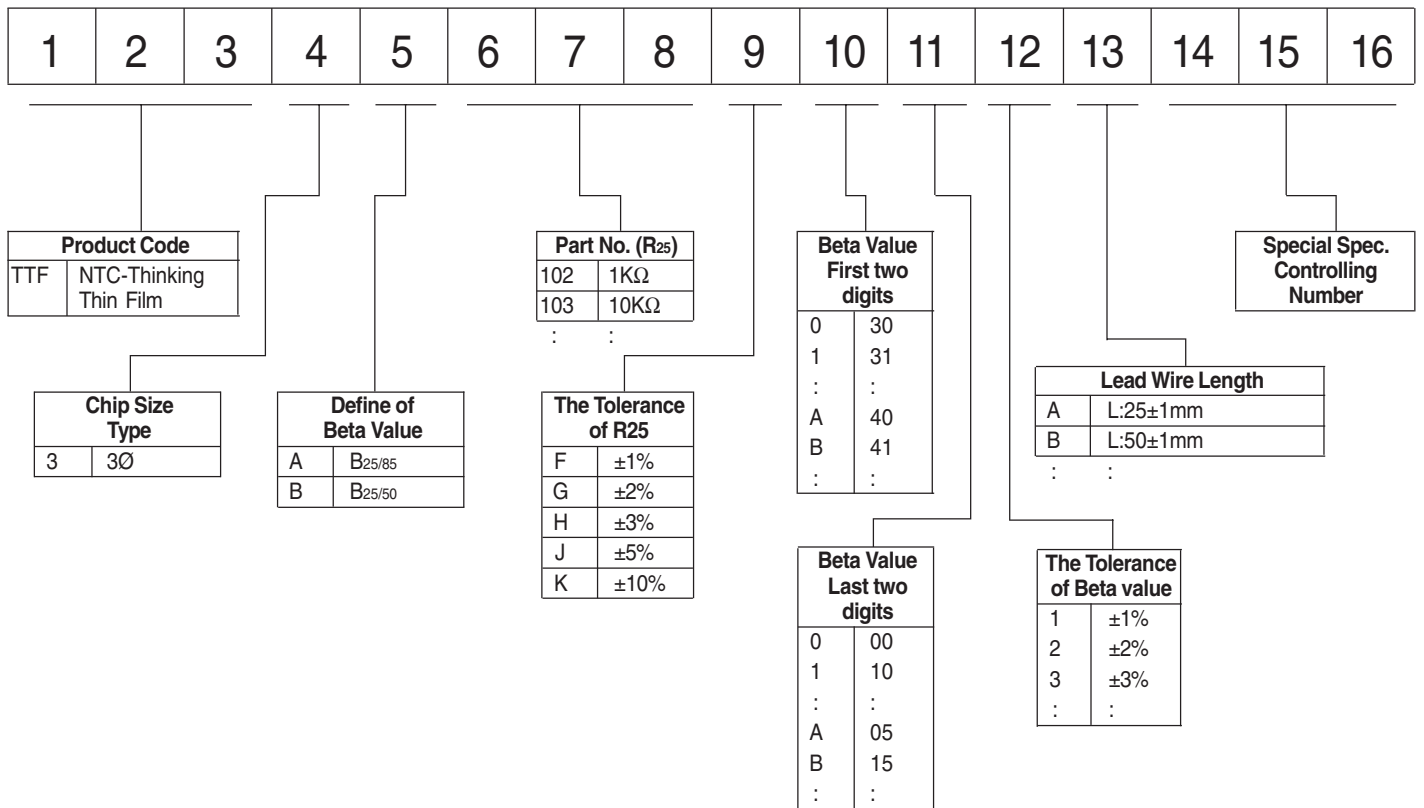 1 2 3 4 5 6 7 8 9 10 11 12 13 14 15 16
Product Code
TTF NTC-Thinking
Thin Film
Chip Size
Type
3 3Ø
Define of
Beta Value
A B25/85
B B25/50
Part No. (R25)
102 1KΩ
103 10KΩ
: :
The Tolerance
of R25
F ±1%
G ±2%
H ±3%
J ±5%
K ±10%
Beta Value
First two
digits
0 30
1 31
: :
A 40
B 41
: :
Beta Value
Last two
digits
0 00
1 10
: :
A 05
B 15
: :
The Tolerance
of Beta value
1 ±1%
2 ±2%
3 ±3%
: :
Lead Wire Length
A L:25±1mm
B L:50±1mm
: :
Special Spec.
Controlling
Number